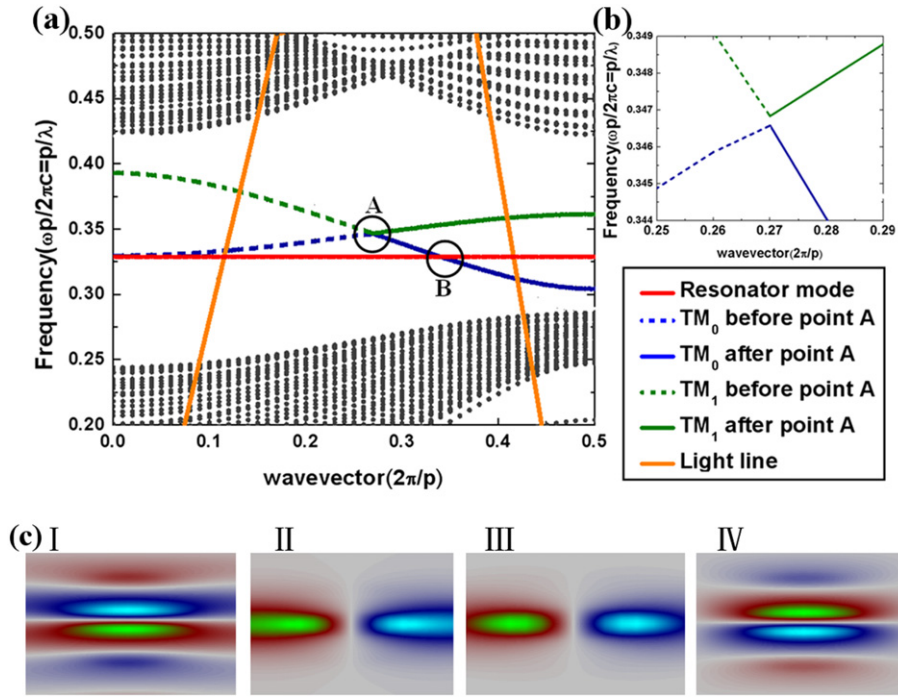 (a)
0.50
0.45
0.40
0.35
0.30
0.25
0.20
Frequency(ωp/2πc=p/λ)
A
B
0.0 0.1 0.2 0.3 0.4 0.5
wavevector(2π/p)
(b)
0.349
0.348
0.347
0.346
0.345
0.344
Frequency(ωp/2πc=p/λ)
0.25 0.26 0.27 0.28 0.29
wavevector(2π/p)
Resonator mode
TM₀ before point A
TM₀ after point A
TM₁ before point A
TM₁ after point A
Light line
(c) I II III IV